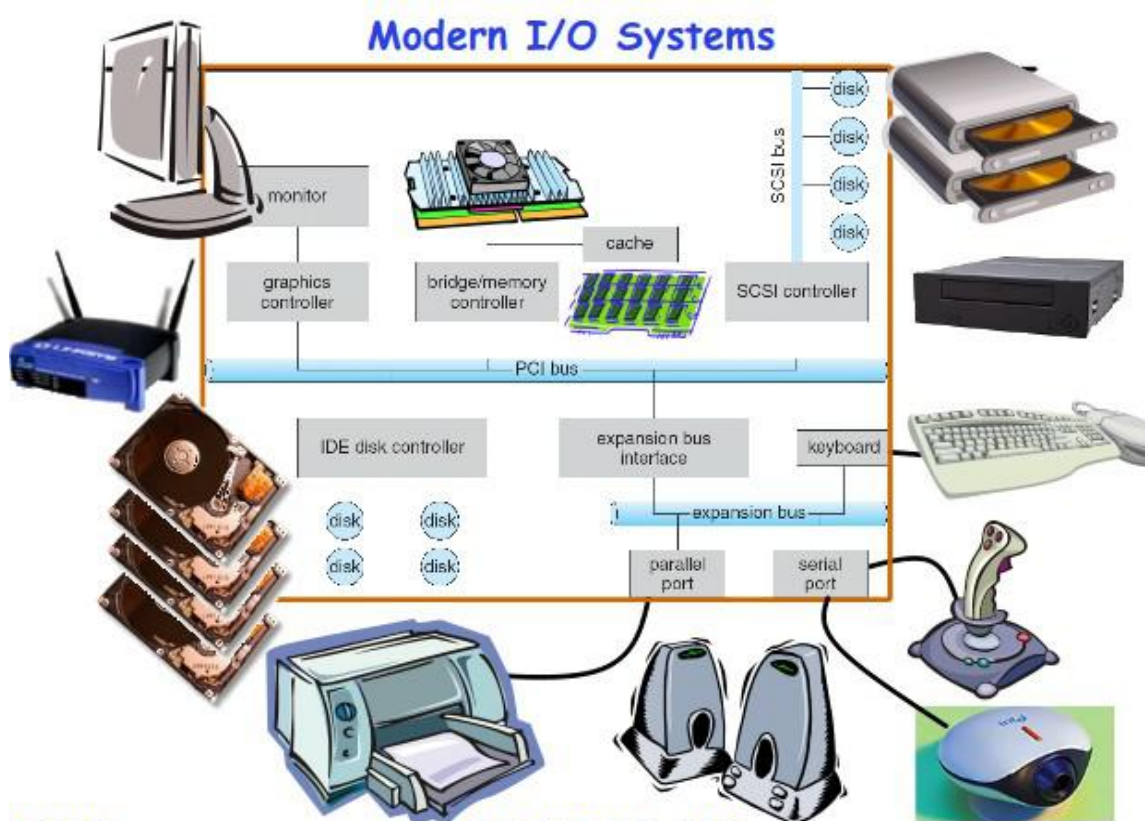 Modern I/O Systems
disk
disk
disk
disk
SCSI bus
monitor
cache
graphics
controller
bridge/memory
controller
SCSI controller
PCI bus
IDE disk controller
expansion bus
interface
keyboard
disk
disk
expansion bus
disk
disk
parallel
port
serial
port